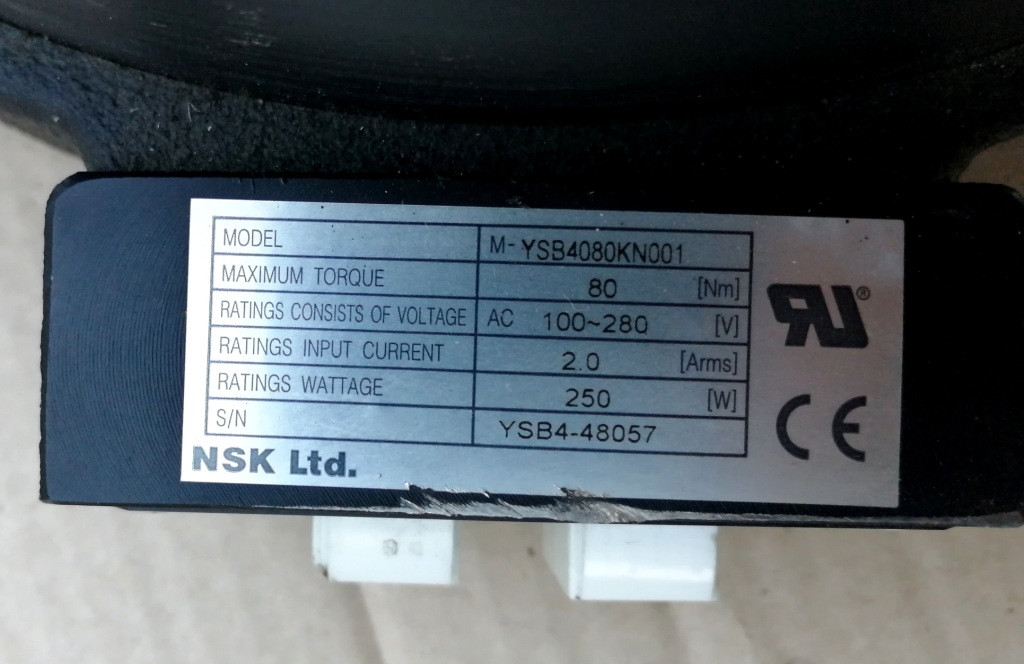 MODEL M-YSB4080KN001
MAXIMUM TORQUE 80 [Nm]
RATINGS CONSISTS OF VOLTAGE AC 100~280 [V]
RATINGS INPUT CURRENT 2.0 [Arms]
RATINGS WATTAGE 250 [W]
S/N YSB4-48057
NSK Ltd.
RU®
CE